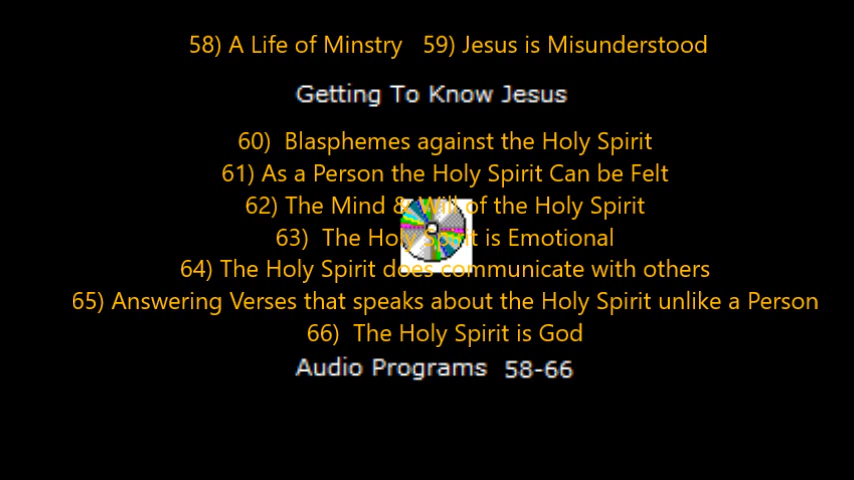 58) A Life of Minstry   59) Jesus is Misunderstood
Getting To Know Jesus
60)  Blasphemes against the Holy Spirit
61) As a Person the Holy Spirit Can be Felt
62) The Mind & Will of the Holy Spirit
63)  The Holy Spirit is Emotional
64) The Holy Spirit does communicate with others
65) Answering Verses that speaks about the Holy Spirit unlike a Person
66)  The Holy Spirit is God
Audio Programs  58-66